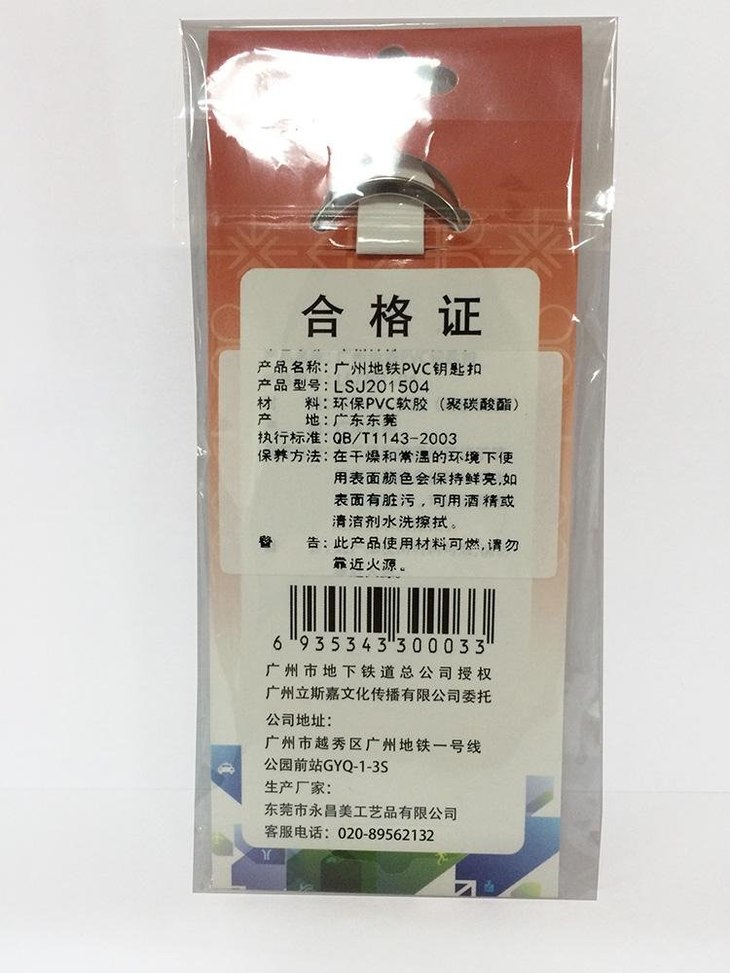 合格证
产品名称：广州地铁PVC钥匙扣
产品型号：LSJ201504
材　　料：环保PVC软胶（聚碳酸酯）
产　　地：广东东莞
执行标准：QB/T1143-2003
保养方法：在干燥和常温的环境下使
用表面颜色会保持鲜亮,如
表面有脏污，可用酒精或
清洁剂水洗擦拭。
警　　告：此产品使用材料可燃,请勿
靠近火源。
6 935343 300033
广州市地下铁道总公司授权
广州立斯嘉文化传播有限公司委托
公司地址：
广州市越秀区广州地铁一号线
公园前站GYQ-1-3S
生产厂家：
东莞市永昌美工艺品有限公司
客服电话：020-89562132